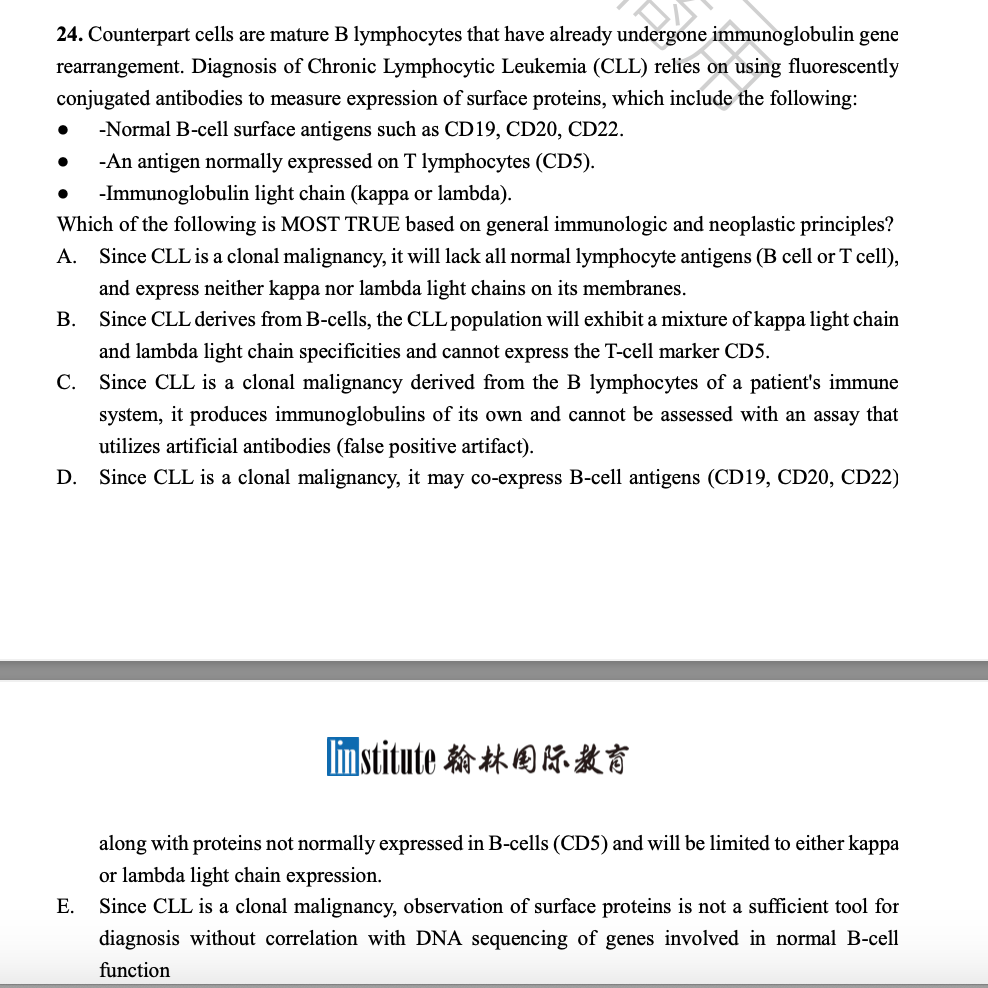 的
用
24. Counterpart cells are mature B lymphocytes that have already undergone immunoglobulin gene
rearrangement. Diagnosis of Chronic Lymphocytic Leukemia (CLL) relies on using fluorescently
conjugated antibodies to measure expression of surface proteins, which include the following:
● -Normal B-cell surface antigens such as CD19, CD20, CD22.
● -An antigen normally expressed on T lymphocytes (CD5).
● -Immunoglobulin light chain (kappa or lambda).
Which of the following is MOST TRUE based on general immunologic and neoplastic principles?
A. Since CLL is a clonal malignancy, it will lack all normal lymphocyte antigens (B cell or T cell),
and express neither kappa nor lambda light chains on its membranes.
B. Since CLL derives from B-cells, the CLL population will exhibit a mixture of kappa light chain
and lambda light chain specificities and cannot express the T-cell marker CD5.
C. Since CLL is a clonal malignancy derived from the B lymphocytes of a patient's immune
system, it produces immunoglobulins of its own and cannot be assessed with an assay that
utilizes artificial antibodies (false positive artifact).
D. Since CLL is a clonal malignancy, it may co-express B-cell antigens (CD19, CD20, CD22)
linstitute 翰林国际教育
along with proteins not normally expressed in B-cells (CD5) and will be limited to either kappa
or lambda light chain expression.
E. Since CLL is a clonal malignancy, observation of surface proteins is not a sufficient tool for
diagnosis without correlation with DNA sequencing of genes involved in normal B-cell
function